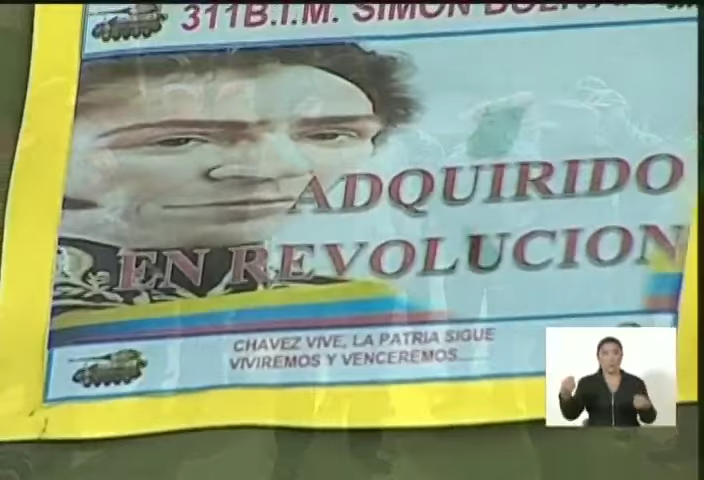 311B.I.M. SIMON
ADQUIRIDO
EN REVOLUCION
CHAVEZ VIVE, LA PATRIA SIGUE
VIVIREMOS Y VENCEREMOS.....